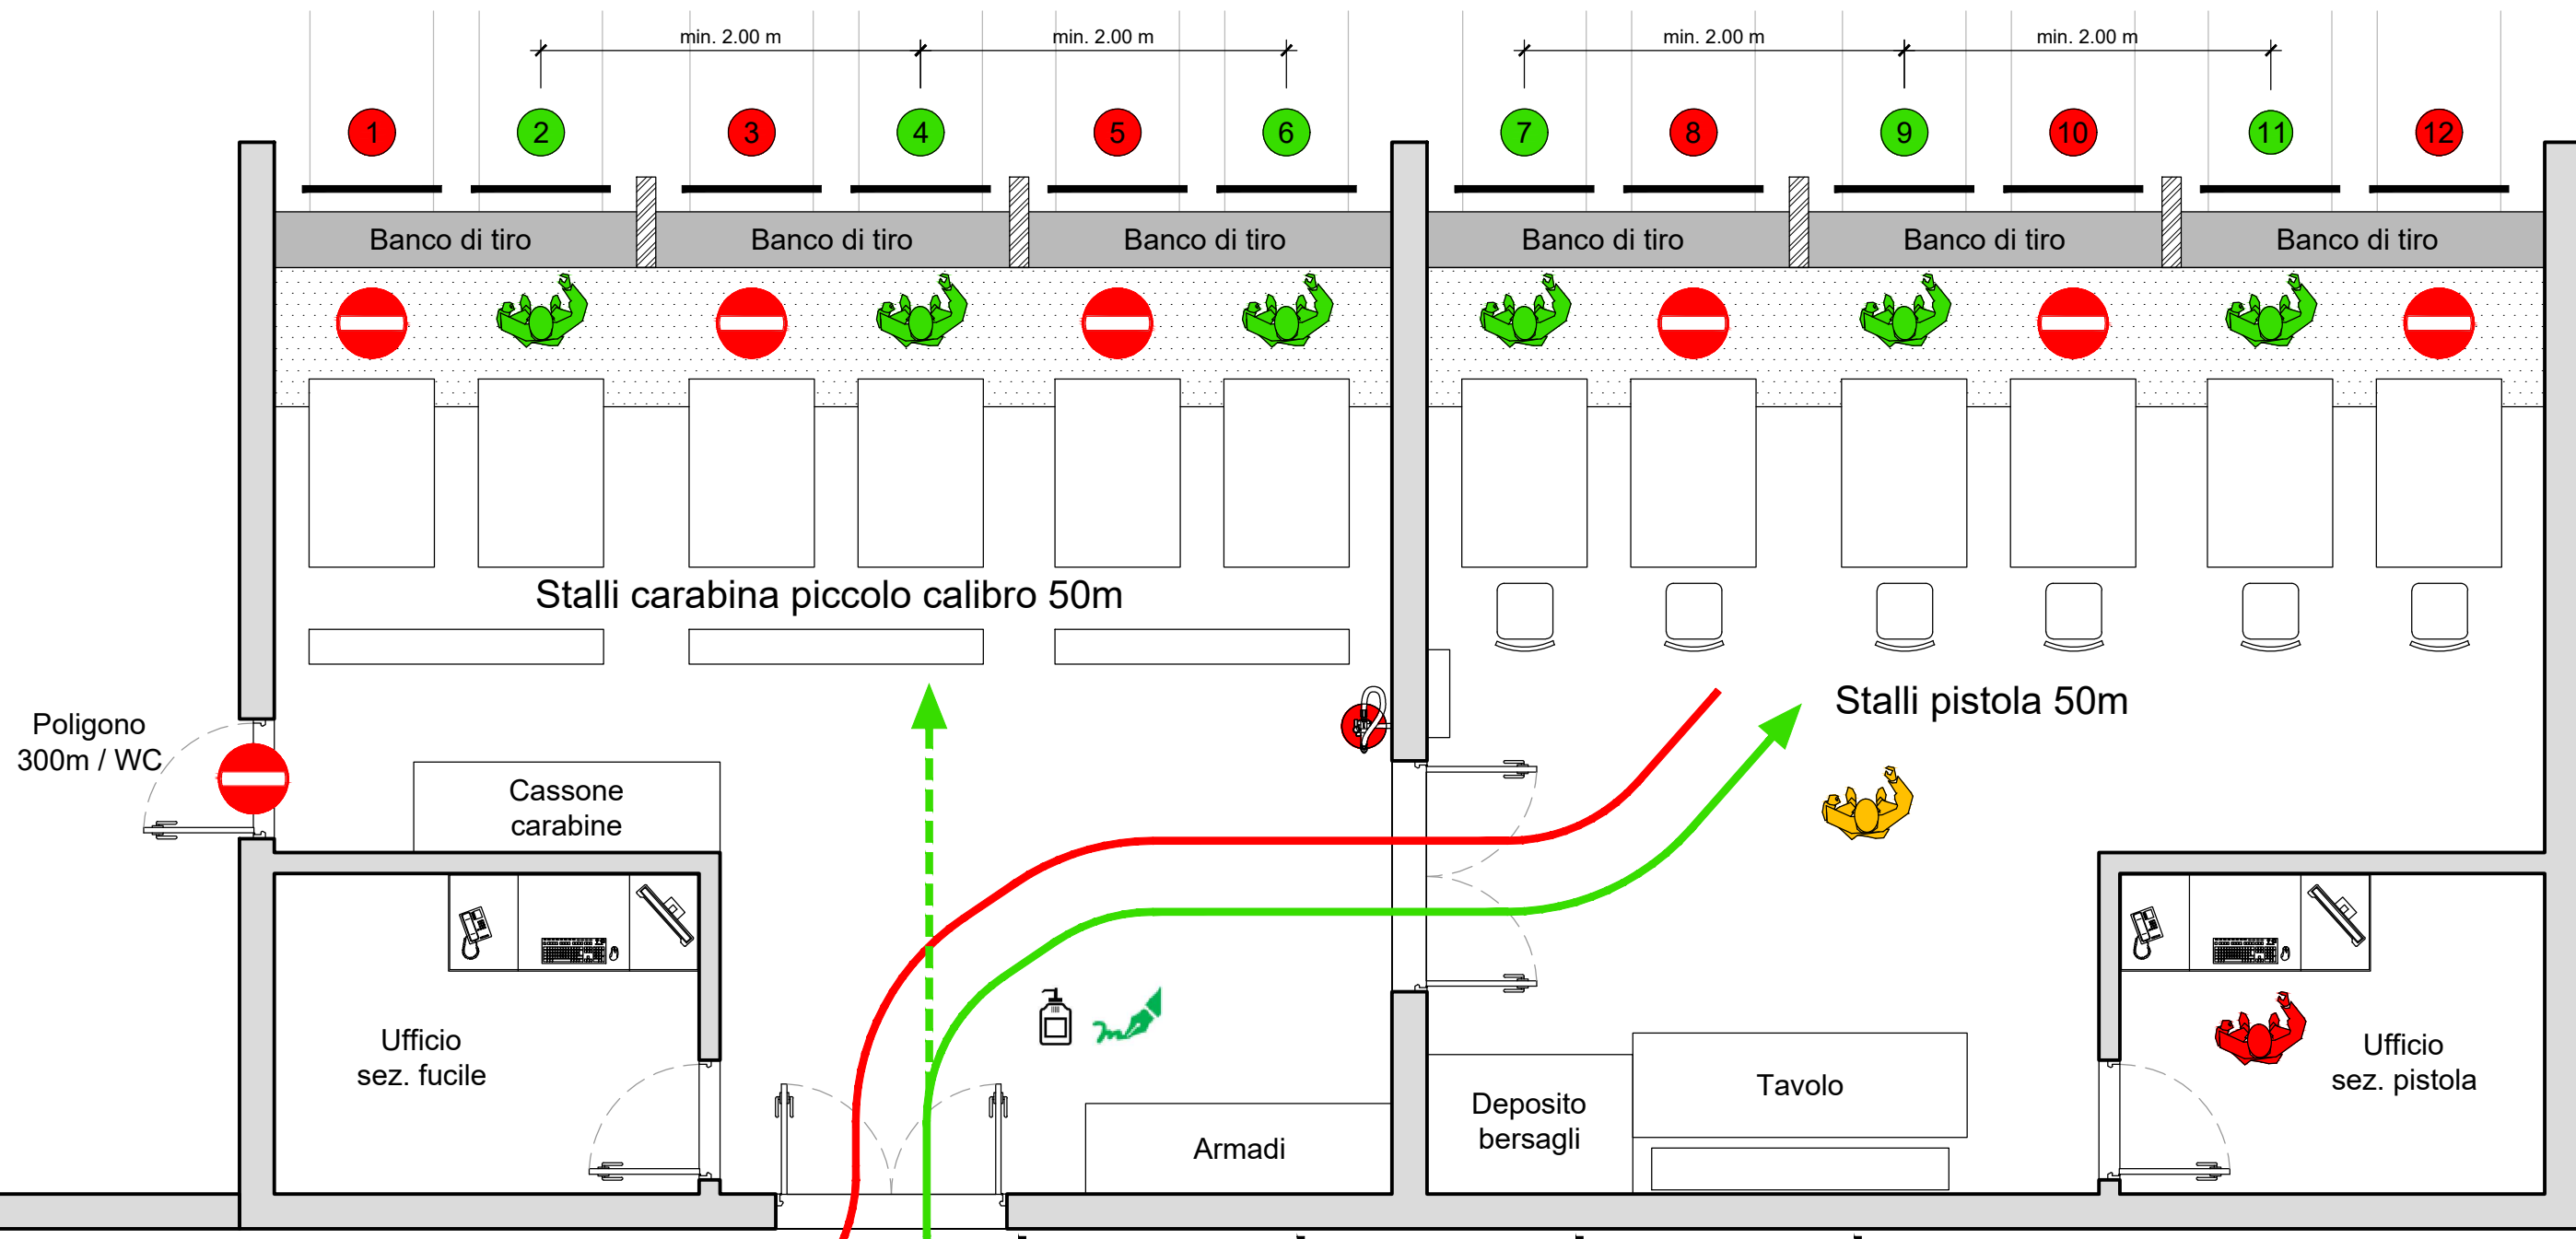 min. 2.00 m
min. 2.00 m
min. 2.00 m
min. 2.00 m
1
2
3
4
5
6
7
8
9
10
11
12
Banco di tiro
Banco di tiro
Banco di tiro
Banco di tiro
Banco di tiro
Banco di tiro
Stalli carabina piccolo calibro 50m
Stalli pistola 50m
Poligono
300m / WC
Cassone
carabine
Ufficio
sez. fucile
Armadi
Deposito
bersagli
Tavolo
Ufficio
sez. pistola